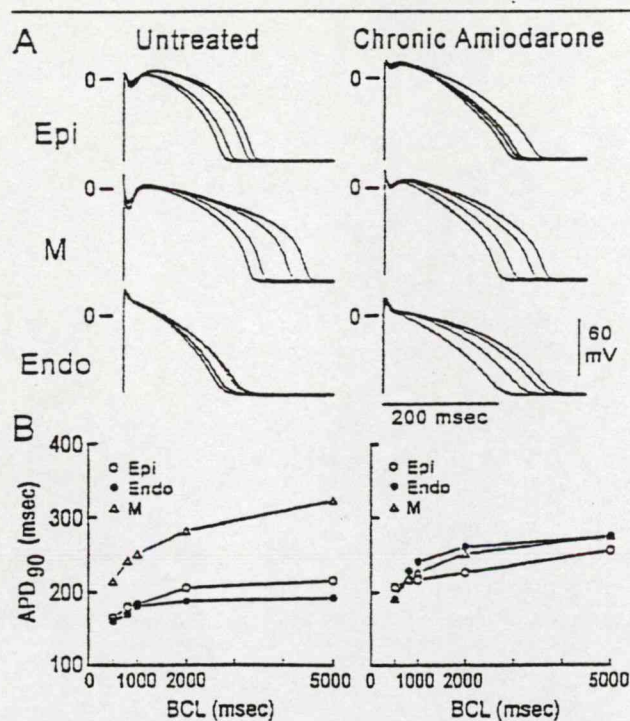 A
Untreated
Chronic Amiodarone
0
0
Epi
0
0
M
0
0
Endo
60
mV
200 msec
B
400
300
200
100
APD90 (msec)
Epi
Endo
M
Epi
Endo
M
0 1000 2000 5000
0 1000 2000 5000
BCL (msec)
BCL (msec)